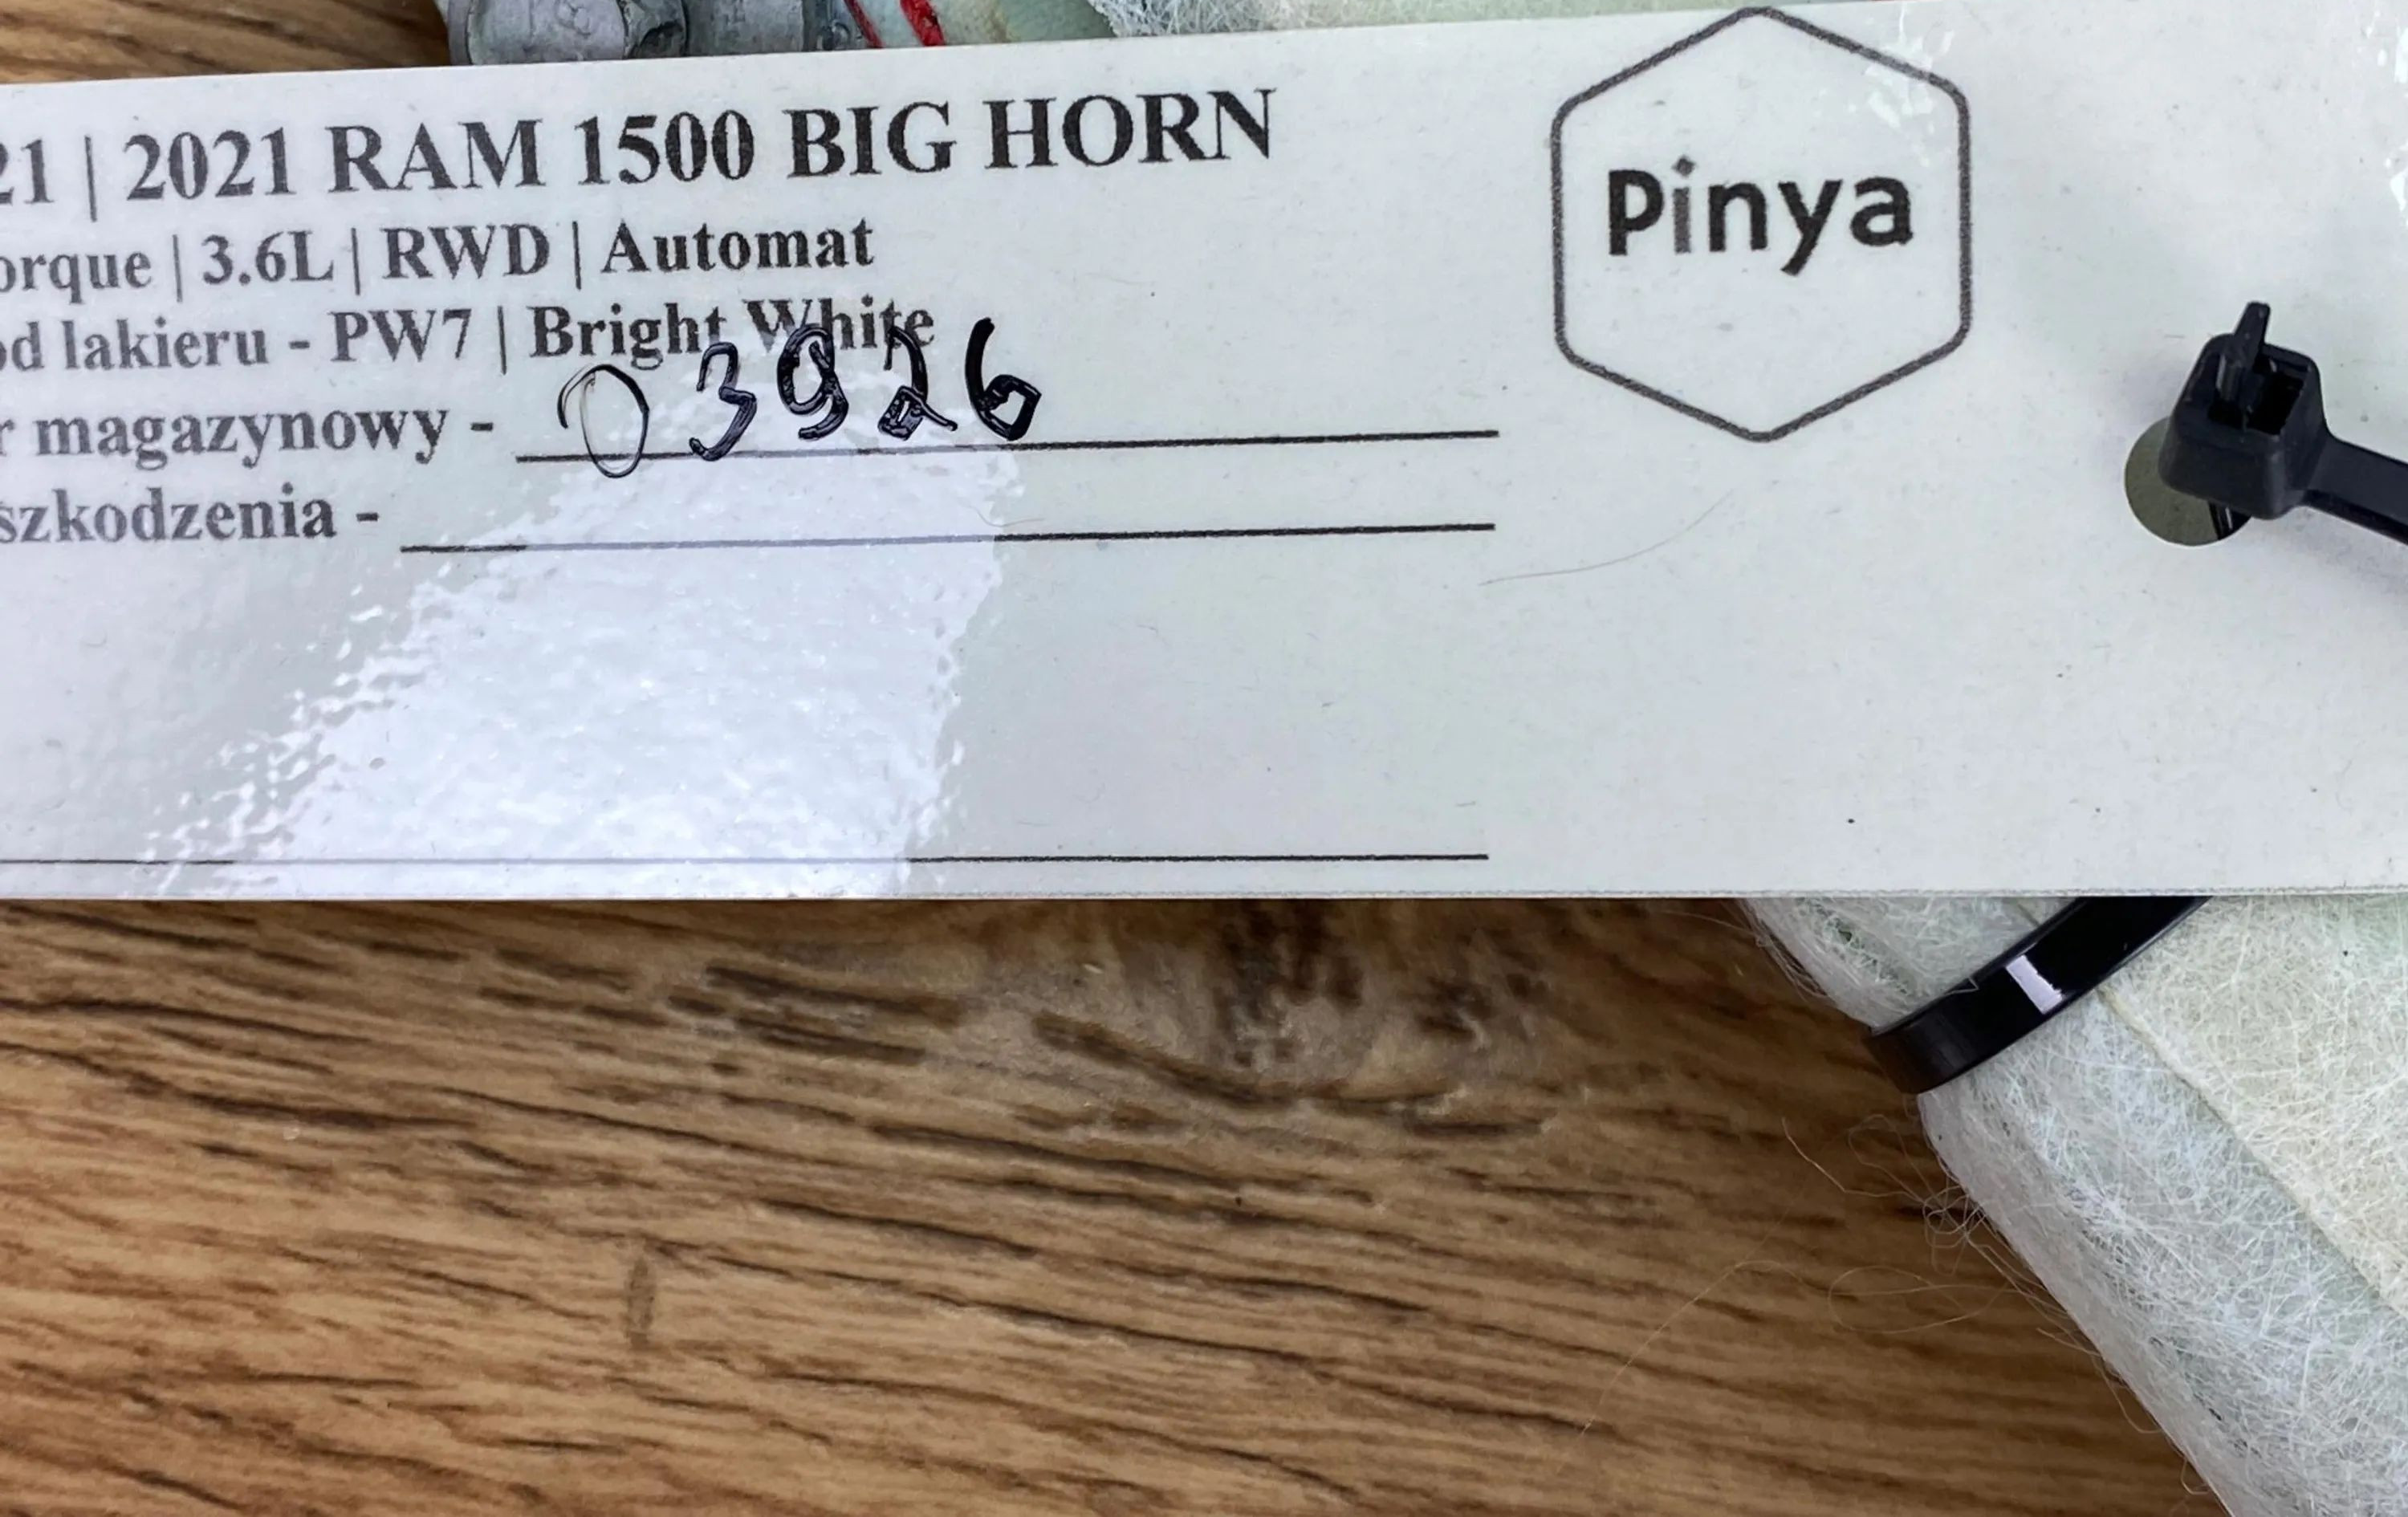 21 | 2021 RAM 1500 BIG HORN
orque | 3.6L | RWD | Automat
od lakieru - PW7 | Bright White
r magazynowy - 03926
szkodzenia -
Pinya